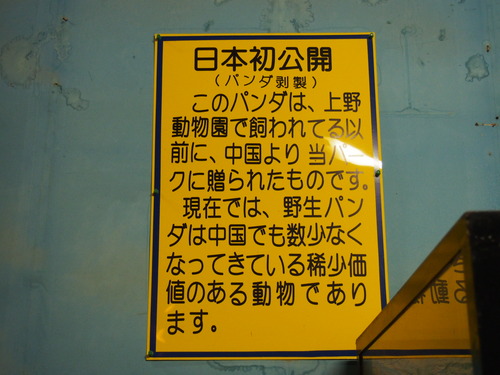 日本初公開
(パンダ剥製)
このパンダは、上野
動物園で飼われてる以
前に、中国より当パー
クに贈られたものです。
現在では、野生パン
ダは中国でも数少なく
なってきている稀少価
値のある動物であり
ます。